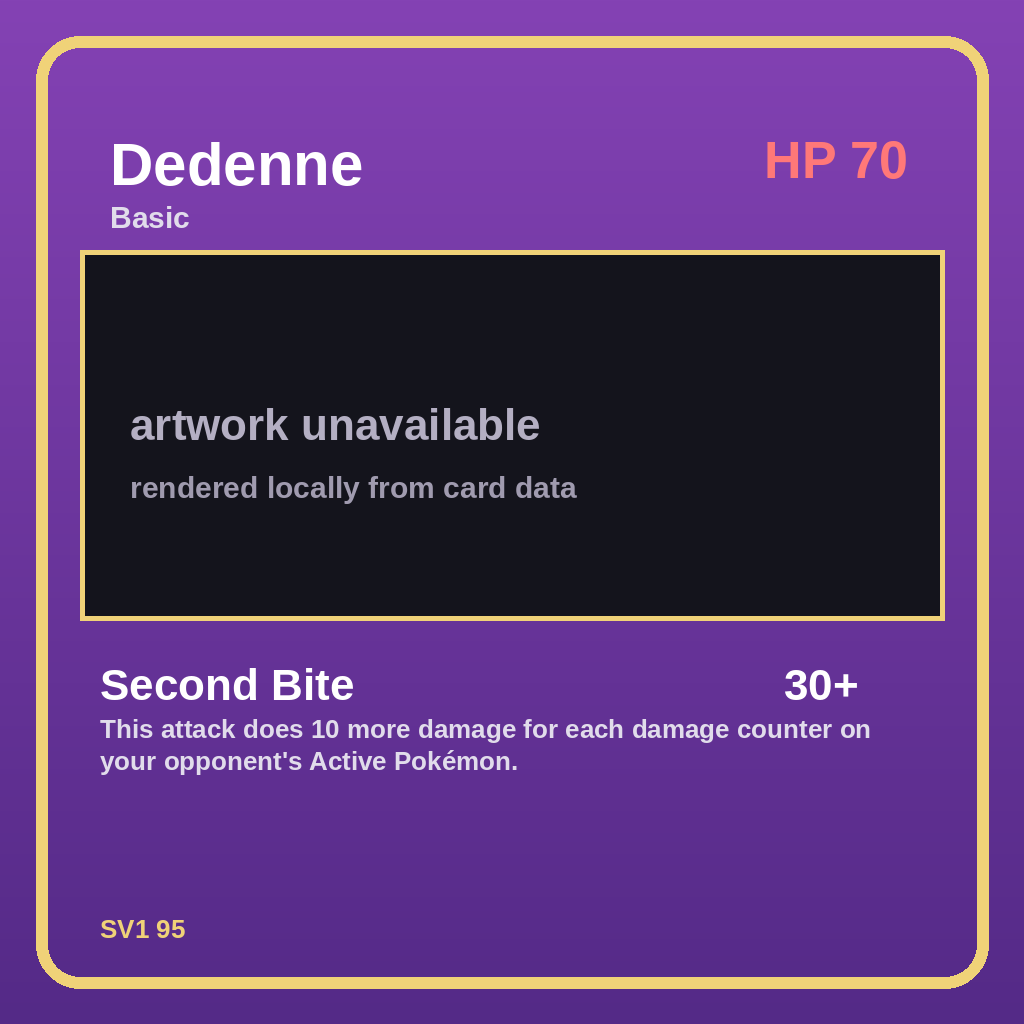 Dedenne
HP 70
Basic
artwork unavailable
rendered locally from card data
Second Bite
30+
This attack does 10 more damage for each damage counter on
your opponent's Active Pokémon.
SV1 95